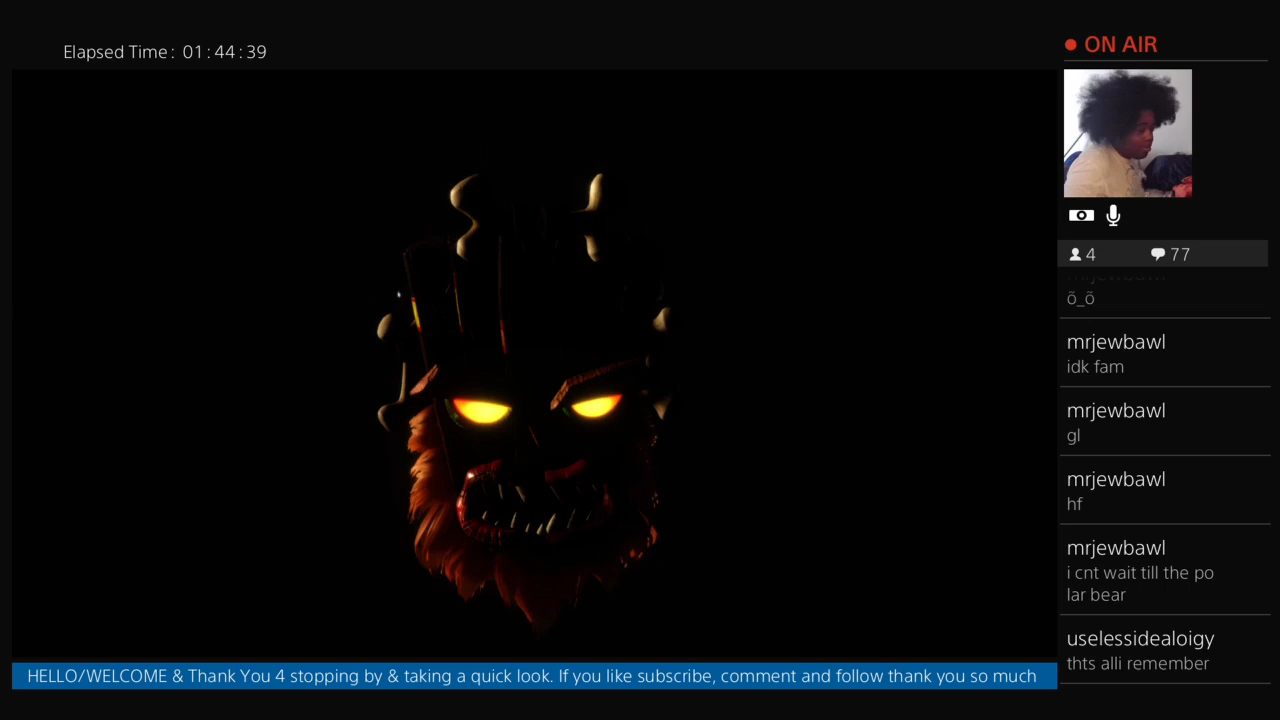 Elapsed Time: 01:44:39
ON AIR
4
77
õ_õ
mrjewbawl
idk fam
mrjewbawl
gl
mrjewbawl
hf
mrjewbawl
i cnt wait till the po
lar bear
uselessidealoigy
thts alli remember
HELLO/WELCOME & Thank You 4 stopping by & taking a quick look. If you like subscribe, comment and follow thank you so much